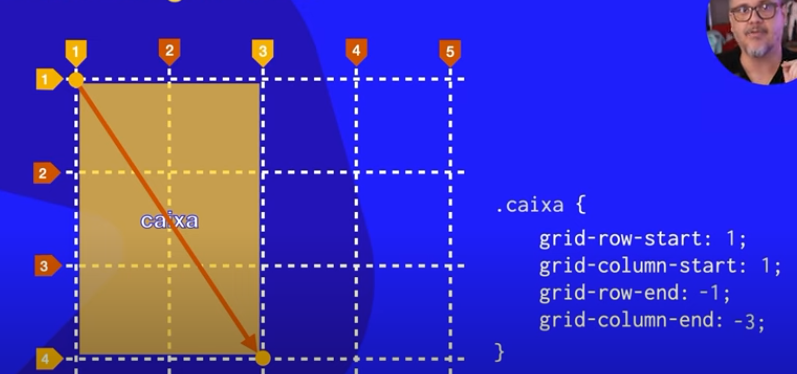 1 2 3 4 5
1
2
caixa
3
4
.caixa {
grid-row-start: 1;
grid-column-start: 1;
grid-row-end: -1;
grid-column-end: -3;
}